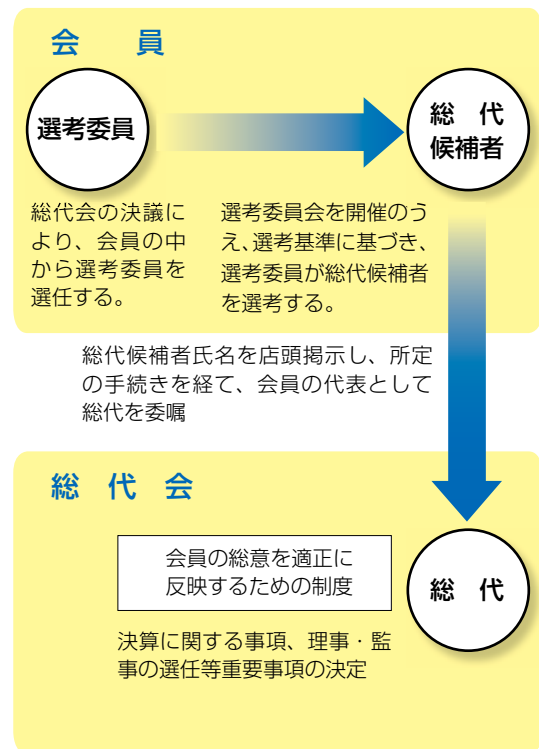 会　員
選考委員
総　代
候補者
総代会の決議に
より、会員の中
から選考委員を
選任する。
選考委員会を開催のう
え、選考基準に基づき、
選考委員が総代候補者
を選考する。
総代候補者氏名を店頭掲示し、所定
の手続きを経て、会員の代表として
総代を委嘱
総　代　会
会員の総意を適正に
反映するための制度
総　代
決算に関する事項、理事・監
事の選任等重要事項の決定